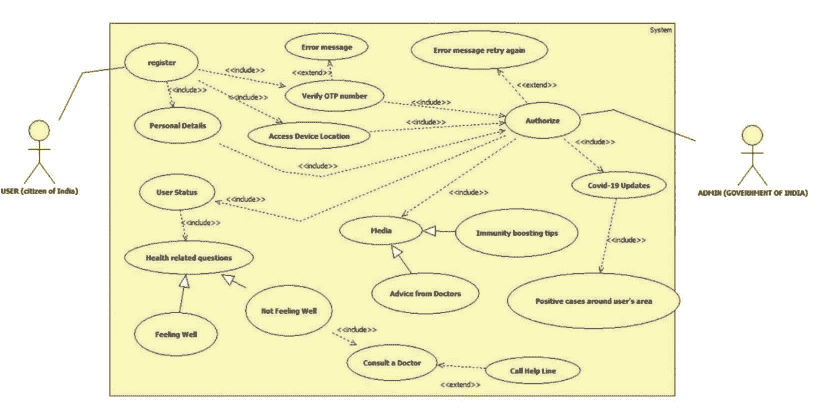 System
Error message
Error message retry again
register
<<include>>
<<extend>>
<<include>>
<<include>>
Verify OTP number
<<extend>>
<<include>>
Personal Details
Access Device Location
<<include>>
Authorize
<<include>>
<<include>>
USER (citizen of India)
User Status
<<include>>
<<include>>
Covid-19 Updates
ADMIN (GOVERNMENT OF INDIA)
<<include>>
Media
Immunity boosting tips
<<include>>
Health related questions
Advice from Doctors
Positive cases around user's area
Not Feeling Well
Feeling Well
<<include>>
Consult a Doctor
Call Help Line
<<extend>>